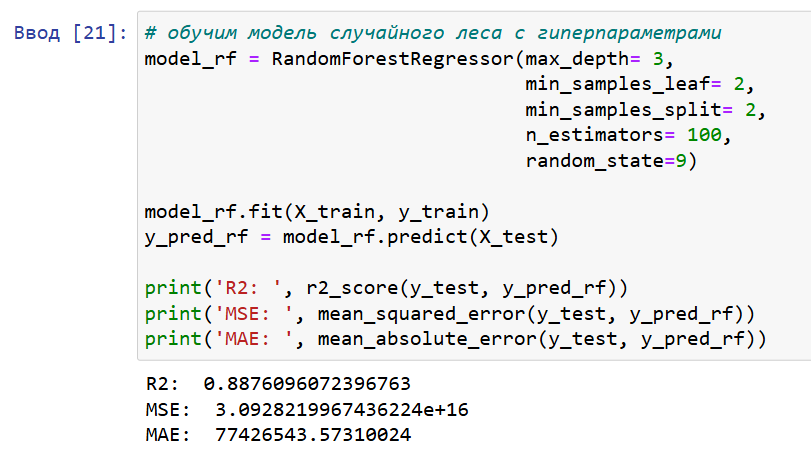 Ввод [21]: # обучим модель случайного леса с гиперпараметрами
model_rf = RandomForestRegressor(max_depth= 3,
min_samples_leaf= 2,
min_samples_split= 2,
n_estimators= 100,
random_state=9)
model_rf.fit(X_train, y_train)
y_pred_rf = model_rf.predict(X_test)
print('R2: ', r2_score(y_test, y_pred_rf))
print('MSE: ', mean_squared_error(y_test, y_pred_rf))
print('MAE: ', mean_absolute_error(y_test, y_pred_rf))
R2:  0.8876096072396763
MSE:  3.0928219967436224e+16
MAE:  77426543.57310024